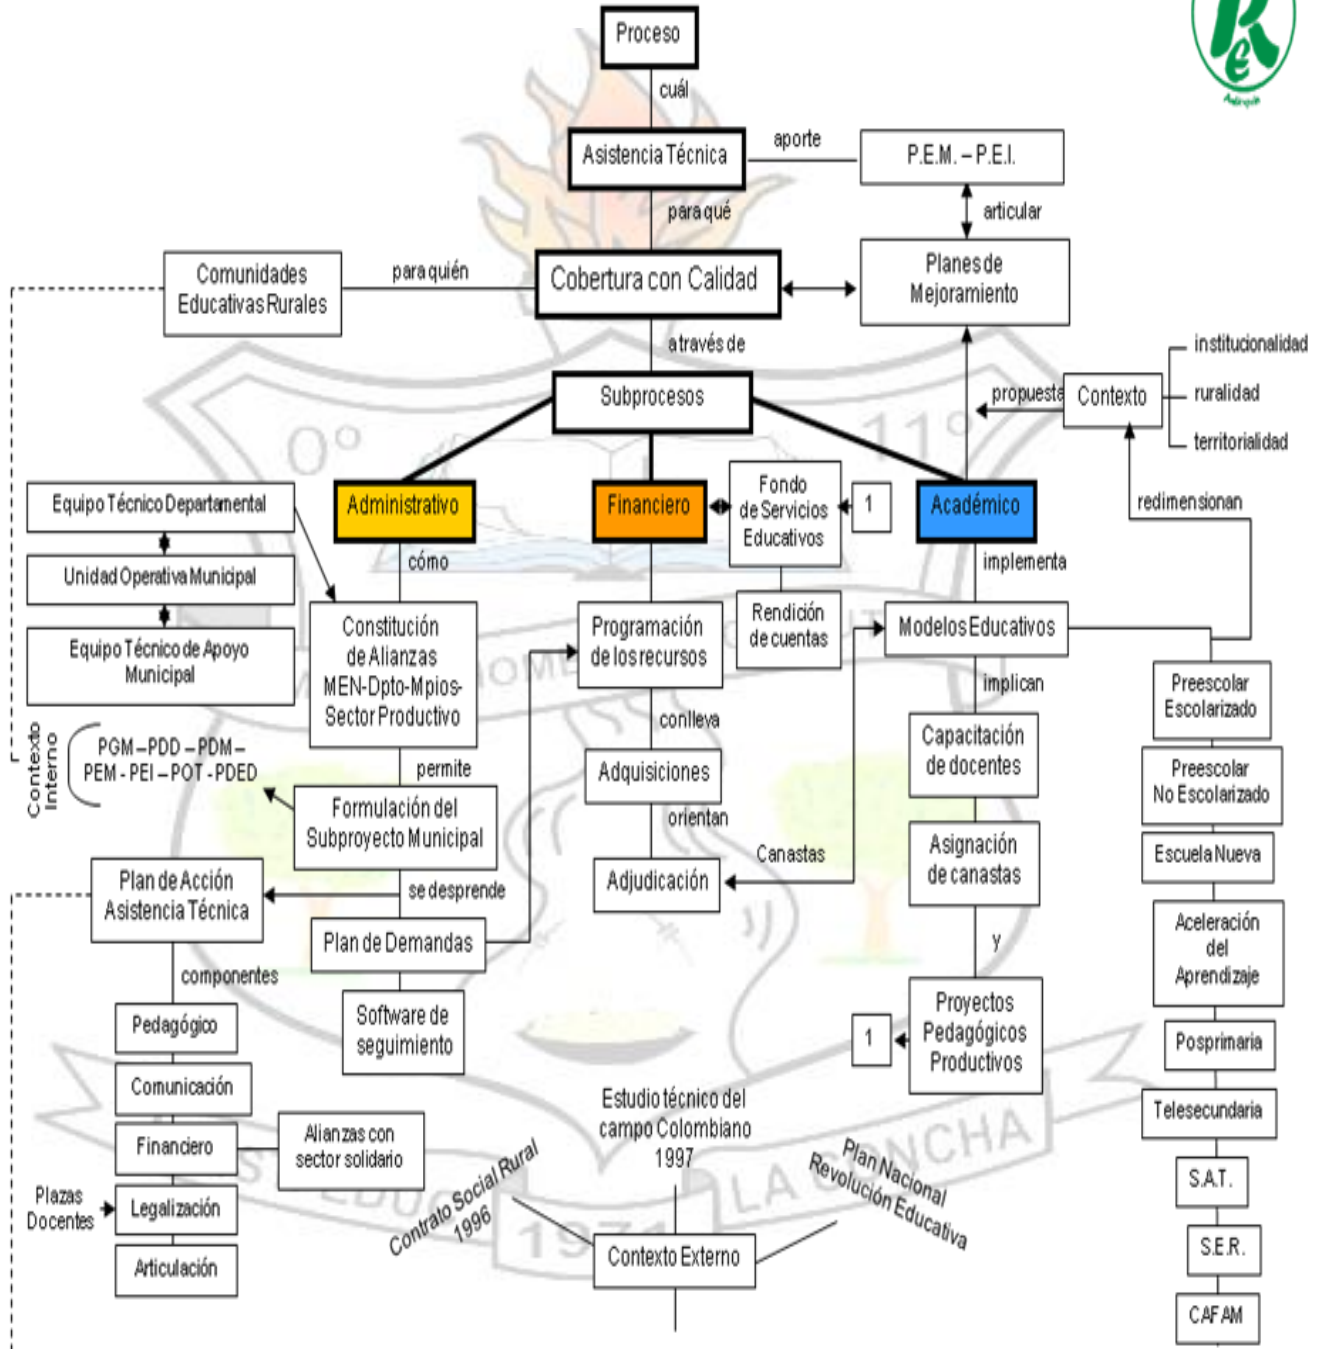 Proceso
cuál
Asistencia Técnica
aporte
P.E.M. – P.E.I.
para qué
articular
Comunidades
Educativas Rurales
para quién
Cobertura con Calidad
Planes de
Mejoramiento
a través de
Subprocesos
propuesta
Contexto
institucionalidad
ruralidad
territorialidad
redimensionan
0°
11°
Equipo Técnico Departamental
Unidad Operativa Municipal
Equipo Técnico de Apoyo
Municipal
Administrativo
cómo
Constitución
de Alianzas
MEN-Dpto-Mpios-
Sector Productivo
permite
Formulación del
Subproyecto Municipal
Contexto
Interno
PGM – PDD – PDM –
PEM - PEI – POT - PDED
se desprende
Plan de Acción
Asistencia Técnica
Plan de Demandas
Software de
seguimiento
componentes
Pedagógico
Comunicación
Financiero
Alianzas con
sector solidario
Plazas
Docentes
Legalización
Articulación
Financiero
Fondo
de Servicios
Educativos
1
Rendición
de cuentas
Programación
de los recursos
conlleva
Adquisiciones
orientan
Adjudicación
Canastas
Académico
implementa
Modelos Educativos
implican
Capacitación
de docentes
Asignación
de canastas
y
Proyectos
Pedagógicos
Productivos
1
Preescolar
Escolarizado
Preescolar
No Escolarizado
Escuela Nueva
Aceleración
del
Aprendizaje
Posprimaria
Telesecundaria
S.A.T.
S.E.R.
CAFAM
Contrato Social Rural
1996
Estudio técnico del
campo Colombiano
1997
Plan Nacional
Revolución Educativa
Contexto Externo
LA CONCHA
1971